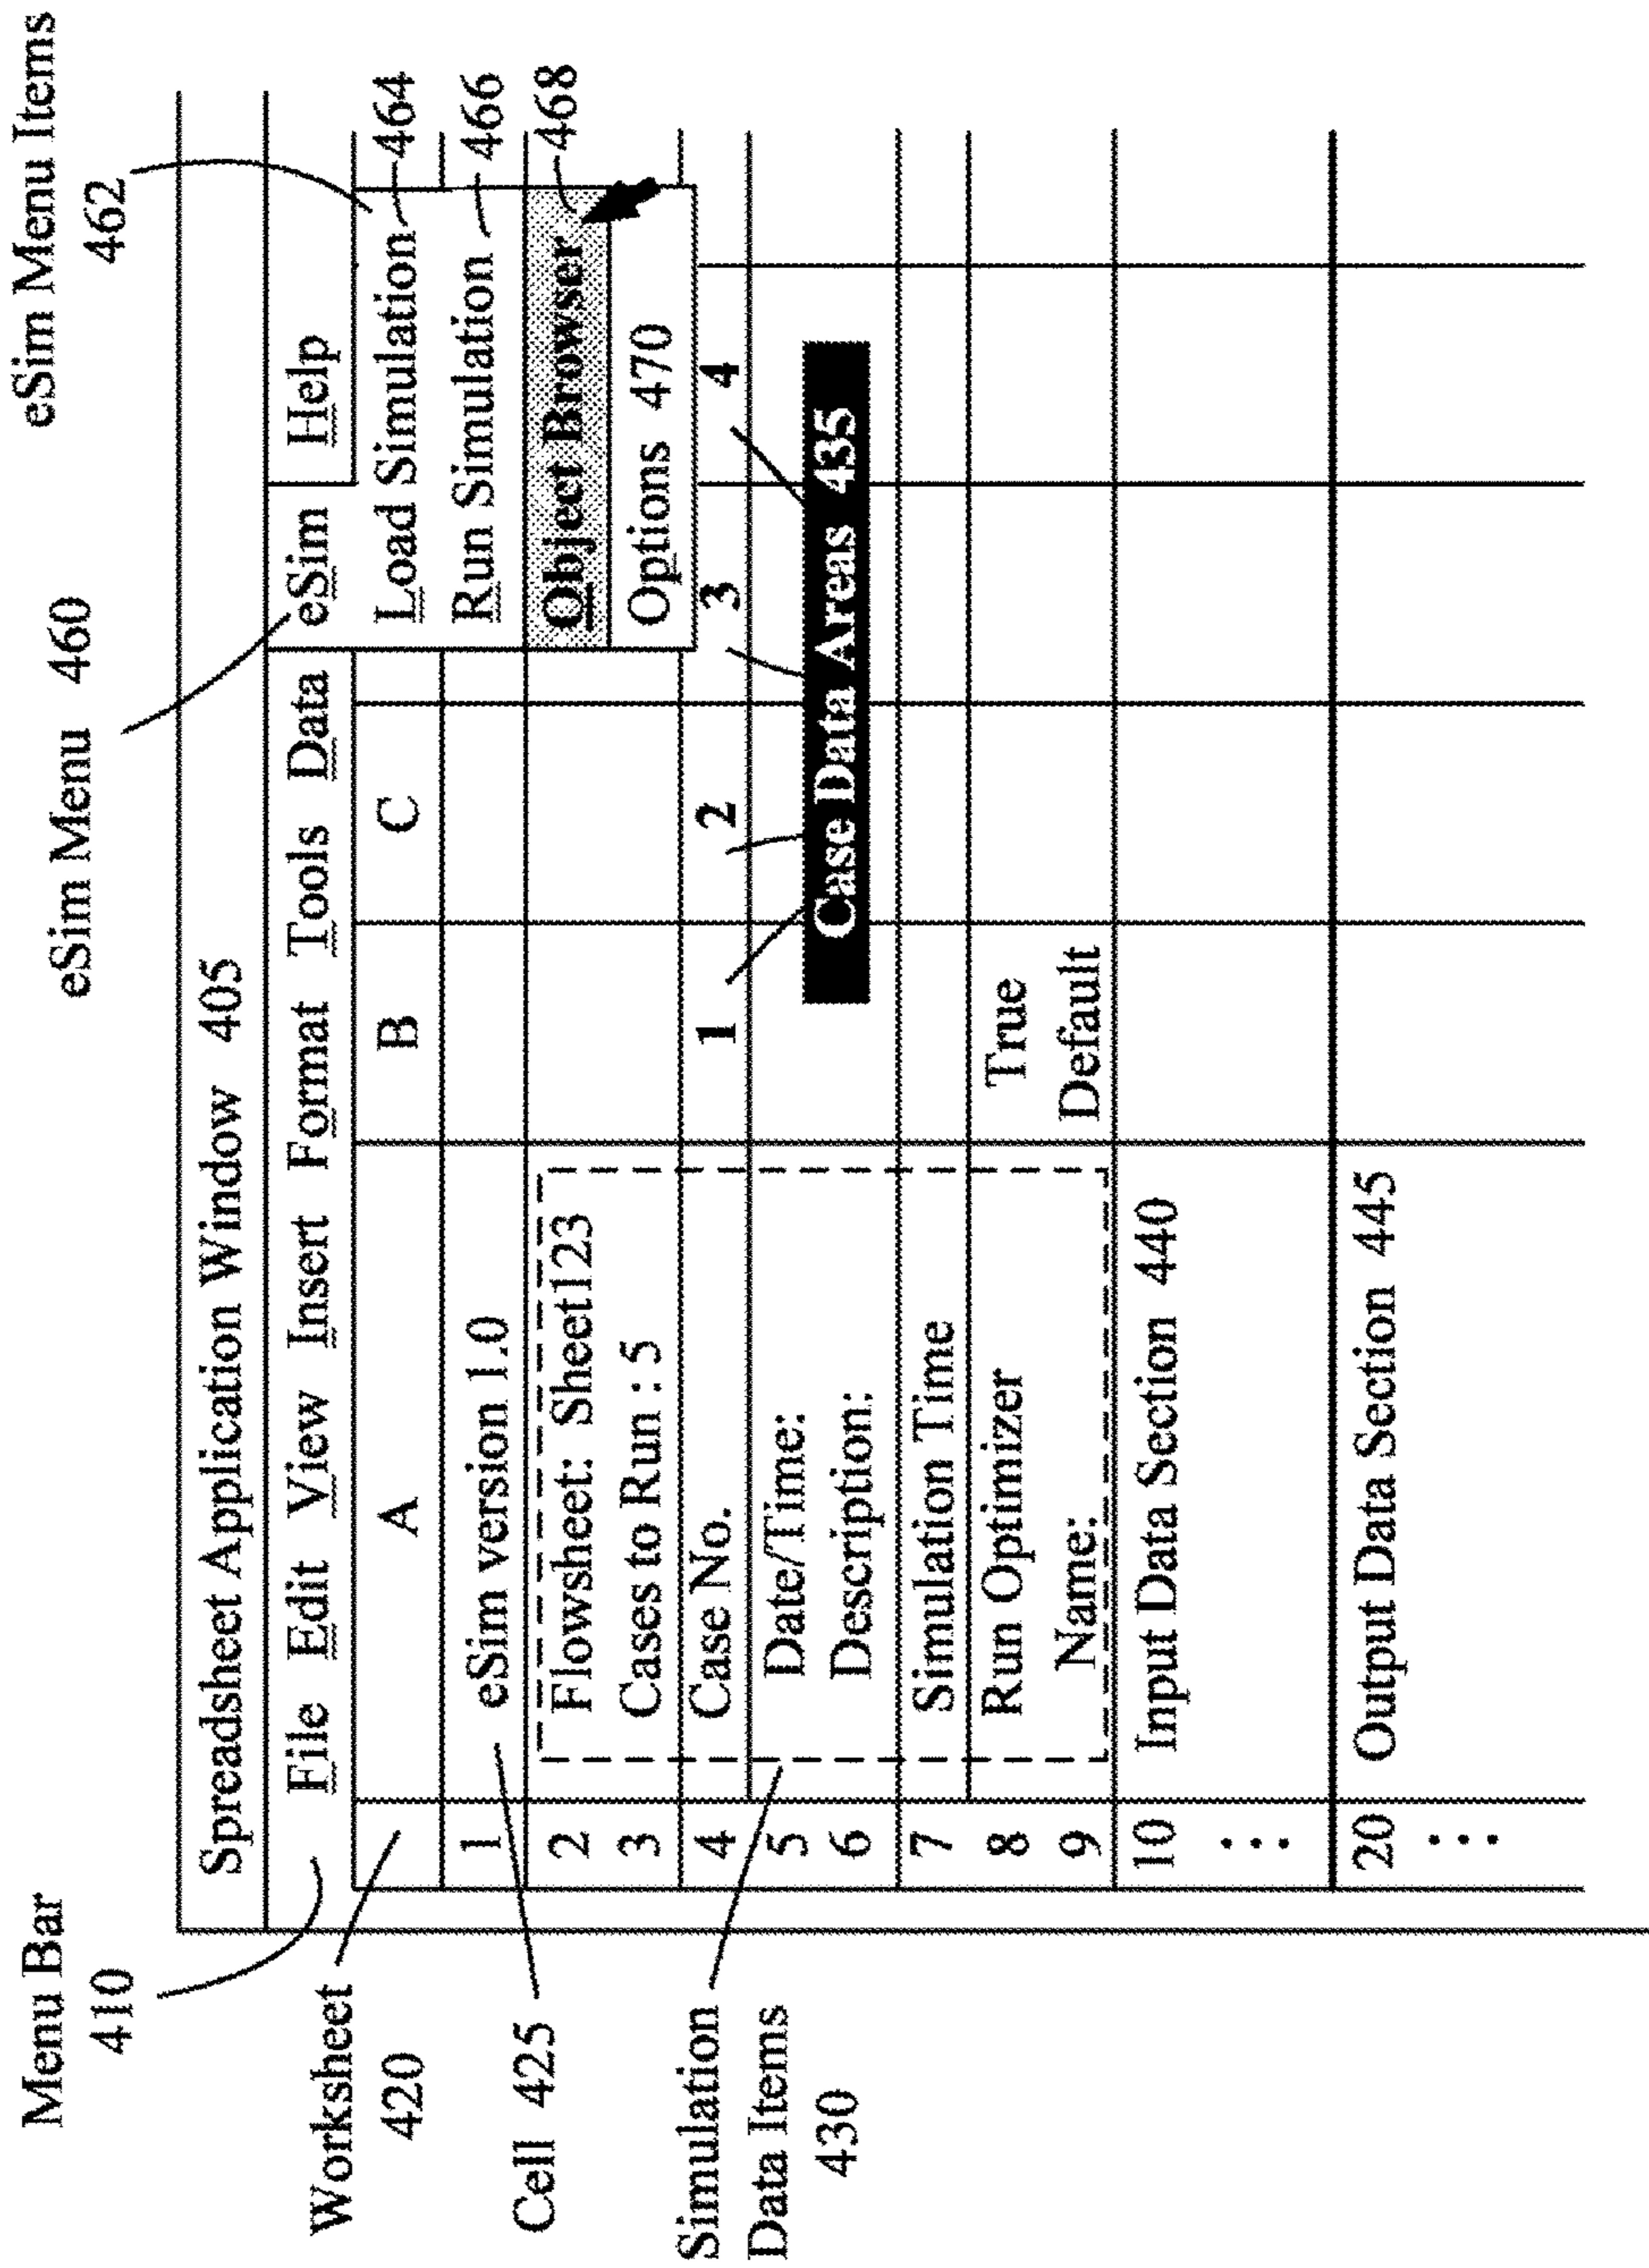 eSim Menu Items
462
eSim Menu 460
Menu Bar
410
Spreadsheet Application Window 405
File Edit View Insert Format Tools Data eSim Help
Worksheet
420
A B C
Load Simulation 464
Run Simulation 466
Object Browser 468
Options 470
Cell 425
1 eSim version 1.0
2 Flowsheet: Sheet123
3 Cases to Run : 5
4 Case No. 1 2 3 4
Simulation
Data Items
430
5 Date/Time:
6 Description:
Case Data Areas 435
7 Simulation Time
8 Run Optimizer True
9 Name: Default
10 Input Data Section 440
⋮
20 Output Data Section 445
⋮